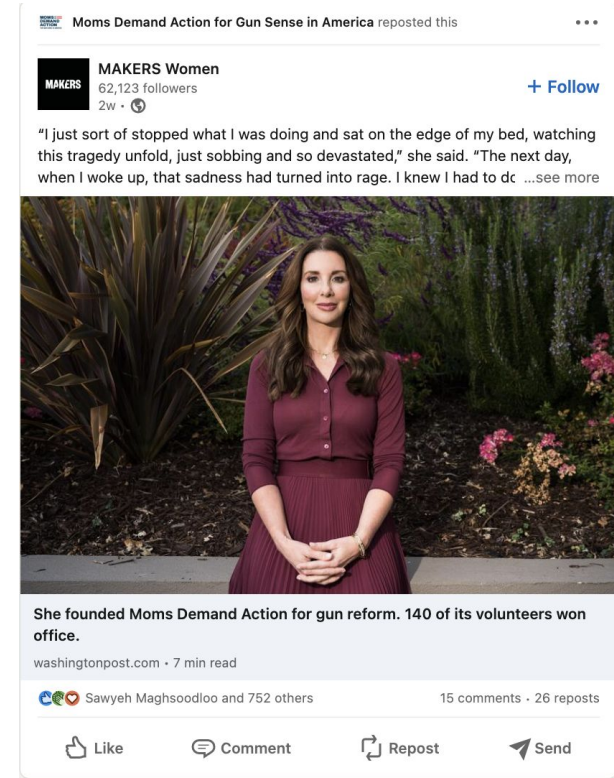 Moms Demand Action for Gun Sense in America reposted this
MAKERS
MAKERS Women
62,123 followers
2w •
+ Follow
“I just sort of stopped what I was doing and sat on the edge of my bed, watching
this tragedy unfold, just sobbing and so devastated,” she said. “The next day,
when I woke up, that sadness had turned into rage. I knew I had to do ...see more
She founded Moms Demand Action for gun reform. 140 of its volunteers won
office.
washingtonpost.com • 7 min read
Sawyeh Maghsoodloo and 752 others
15 comments • 26 reposts
Like
Comment
Repost
Send